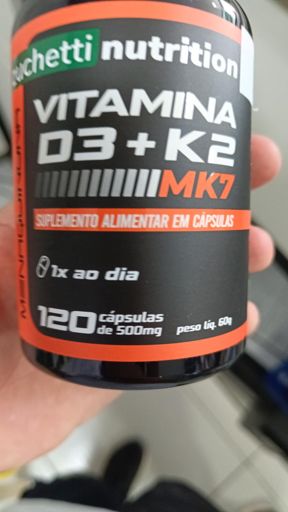 uchetti nutrition
VITAMINA
D3 + K2
MK7
SUPLEMENTO ALIMENTAR EM CÁPSULAS
1x ao dia
120 cápsulas
de 500mg
peso líq. 60g